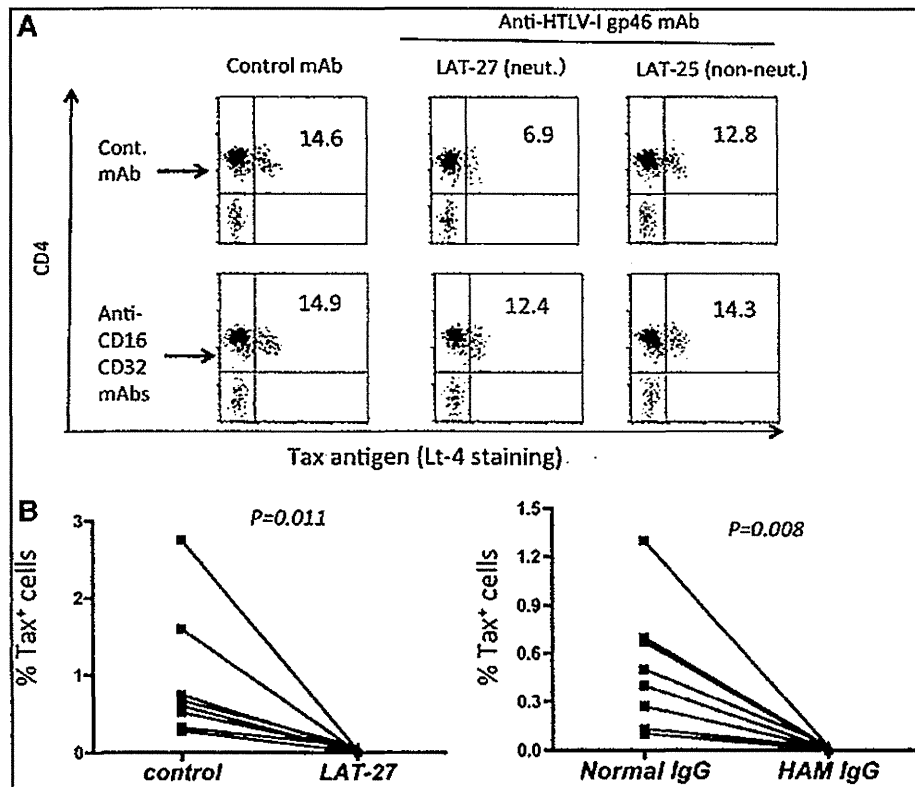 A
Anti-HTLV-I gp46 mAb
Control mAb
LAT-27 (neut.)
LAT-25 (non-neut.)
Cont.
mAb
14.6
6.9
12.8
CD4
Anti-
CD16
CD32
mAbs
14.9
12.4
14.3
Tax antigen (Lt-4 staining)
B
P=0.011
% Tax+ cells
3
2
1
0
control
LAT-27
P=0.008
% Tax+ cells
1.5
1.2
0.9
0.6
0.3
0.0
Normal IgG
HAM IgG